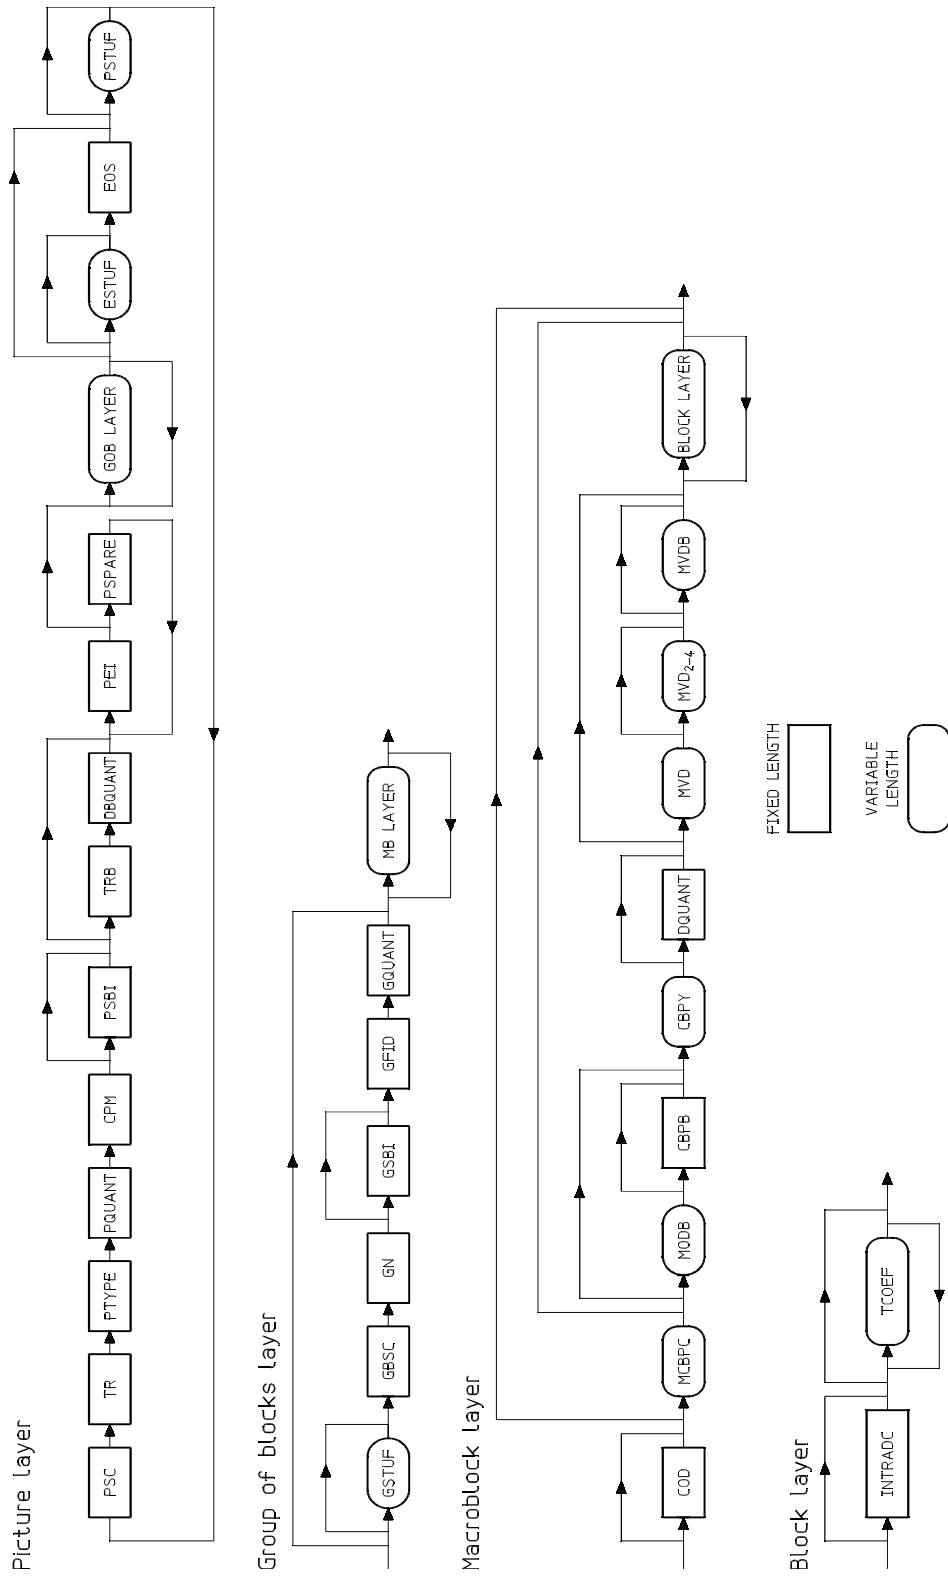 Picture layer
PSC
TR
PTYPE
PQUANT
CPM
PSBI
TRB
DBQUANT
PEI
PSPARE
GOB LAYER
ESTUF
EOS
PSTUF
Group of blocks layer
GSTUF
GBSC
GN
GSBI
GFID
GQUANT
MB LAYER
Macroblock layer
COD
MCBPC
MODB
CBPB
CBPY
DQUANT
MVD
MVD2-4
MVDB
BLOCK LAYER
Block layer
INTRADC
TCOEF
FIXED LENGTH
VARIABLE
LENGTH